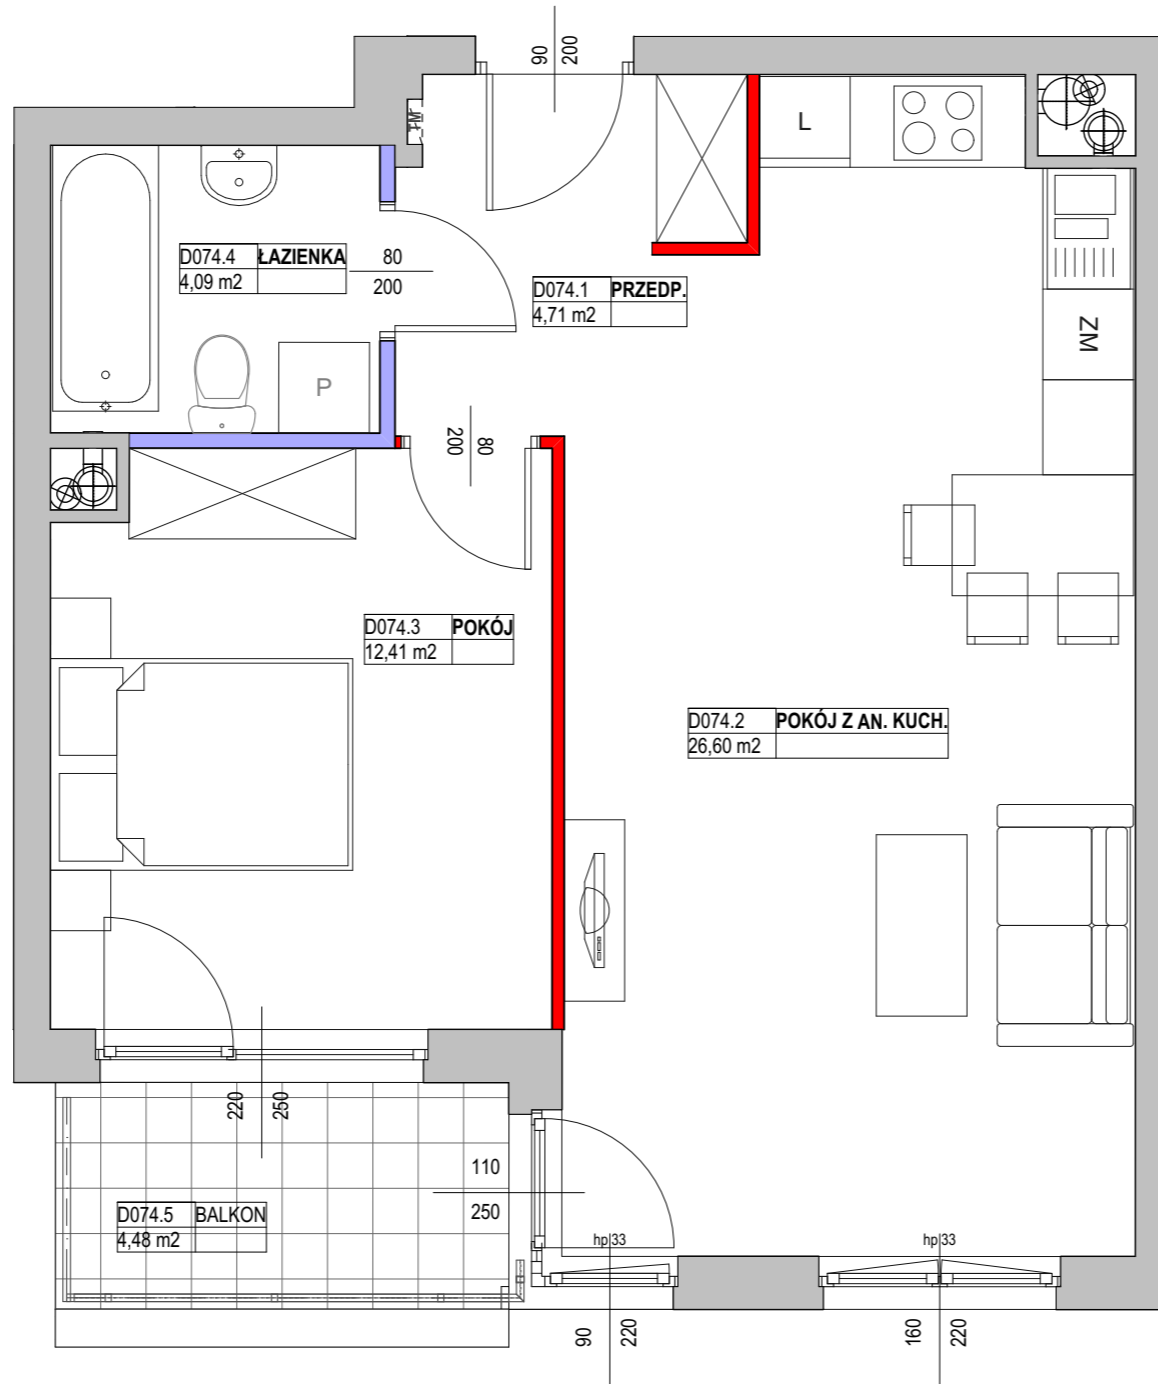 90
200
TM
L
D074.4 ŁAZIENKA
4,09 m2
80
200
D074.1 PRZEDP.
4,71 m2
ZM
P
200
80
D074.3 POKÓJ
12,41 m2
D074.2 POKÓJ Z AN. KUCH.
26,60 m2
220
250
110
250
D074.5 BALKON
4,48 m2
hp 33
hp 33
90
220
160
220